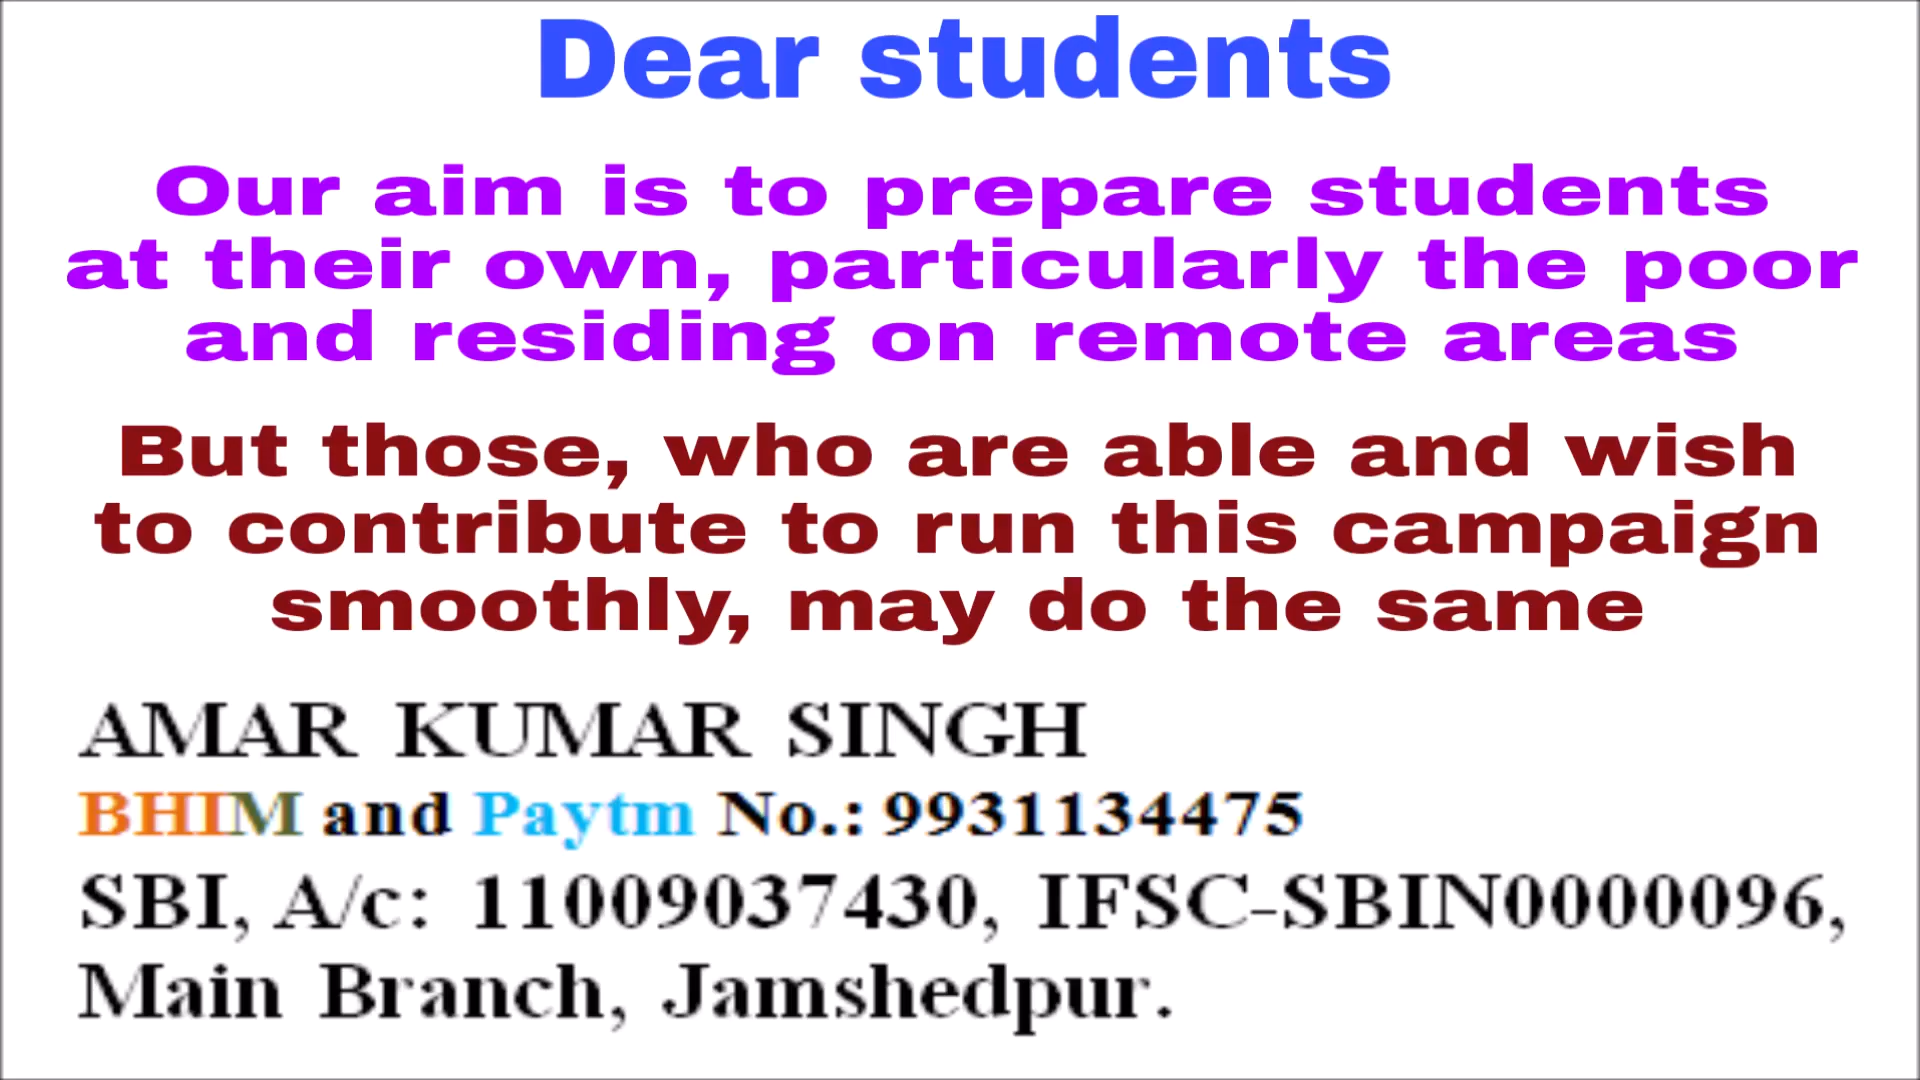 Dear students
Our aim is to prepare students
at their own, particularly the poor
and residing on remote areas
But those, who are able and wish
to contribute to run this campaign
smoothly, may do the same
AMAR KUMAR SINGH
BHIM and Paytm No.: 9931134475
SBI, A/c: 11009037430, IFSC-SBIN0000096,
Main Branch, Jamshedpur.